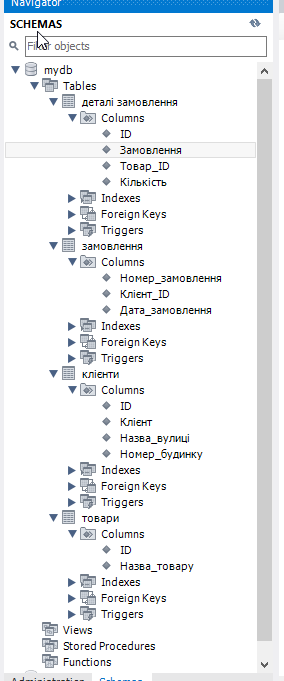 Navigator
SCHEMAS
Filter objects
mydb
Tables
деталі замовлення
Columns
ID
Замовлення
Товар_ID
Кількість
Indexes
Foreign Keys
Triggers
замовлення
Columns
Номер_замовлення
Клієнт_ID
Дата_замовлення
Indexes
Foreign Keys
Triggers
клієнти
Columns
ID
Клієнт
Назва_вулиці
Номер_будинку
Indexes
Foreign Keys
Triggers
товари
Columns
ID
Назва_товару
Indexes
Foreign Keys
Triggers
Views
Stored Procedures
Functions
Administration Schemas